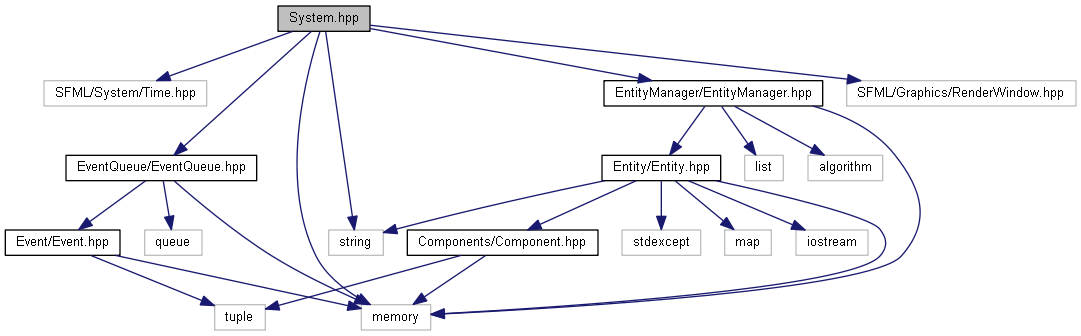 System.hpp
SFML/System/Time.hpp
EntityManager/EntityManager.hpp
SFML/Graphics/RenderWindow.hpp
EventQueue/EventQueue.hpp
Entity/Entity.hpp
list
algorithm
Event/Event.hpp
queue
string
Components/Component.hpp
stdexcept
map
iostream
tuple
memory